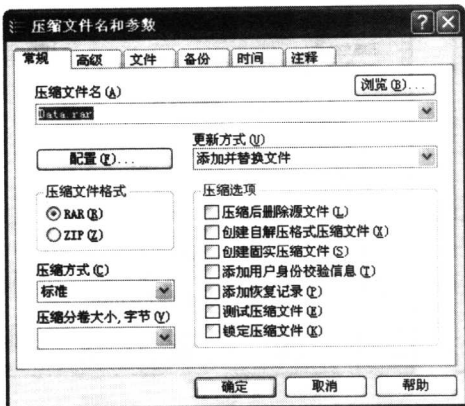 压缩文件名和参数
常规 高级 文件 备份 时间 注释
压缩文件名(A)
浏览(B)...
Data.rar
更新方式(U)
配置(F)...
添加并替换文件
压缩文件格式
压缩选项
RAR(R)
ZIP(Z)
压缩后删除源文件(L)
创建自解压格式压缩文件(X)
创建固实压缩文件(S)
添加用户身份校验信息(T)
添加恢复记录(P)
测试压缩文件(E)
锁定压缩文件(K)
压缩方式(C)
标准
压缩分卷大小,字节(V)
确定 取消 帮助